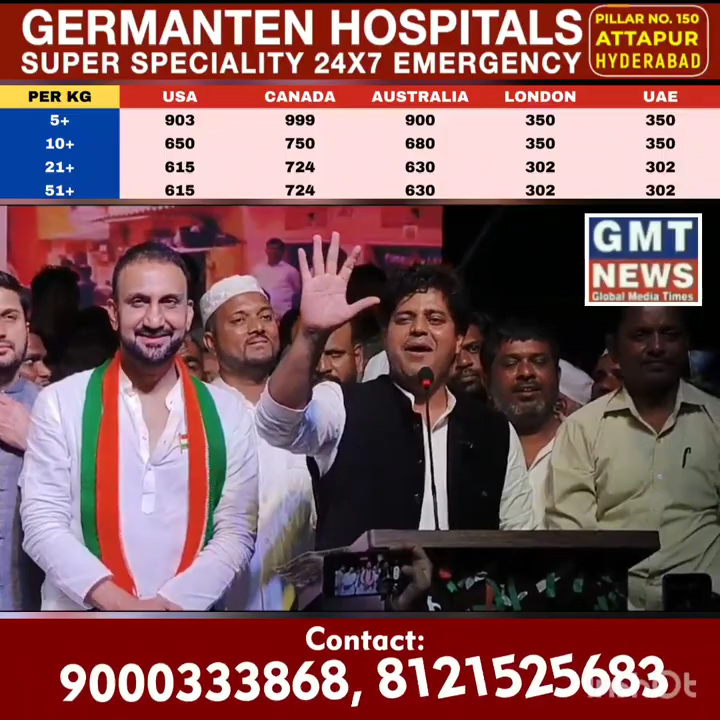 GERMANTEN HOSPITALS
SUPER SPECIALITY 24X7 EMERGENCY
PILLAR NO. 150
ATTAPUR
HYDERABAD
PER KG USA CANADA AUSTRALIA LONDON UAE
5+ 903 999 900 350 350
10+ 650 750 680 350 350
21+ 615 724 630 302 302
51+ 615 724 630 302 302
GMT
NEWS
Global Media Times
Contact:
9000333868, 8121525683